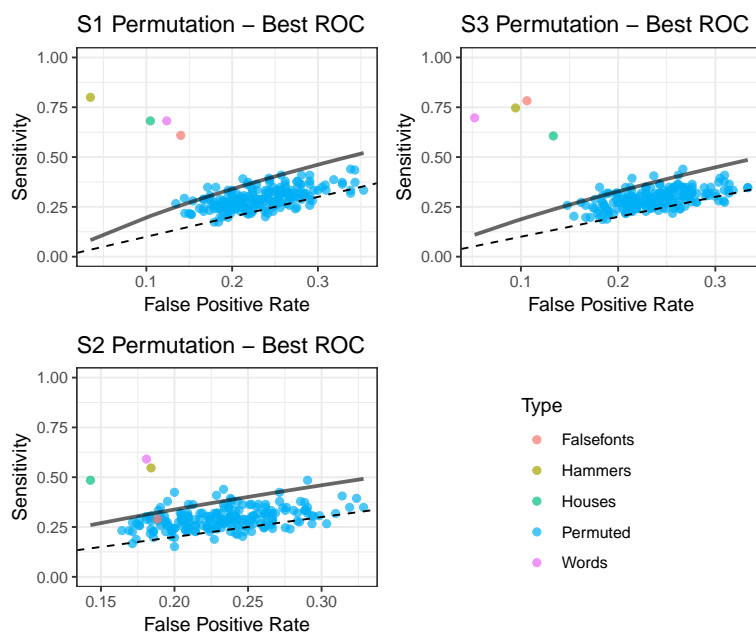 S1 Permutation – Best ROC
1.00
0.75
0.50
0.25
0.00
Sensitivity
0.1 0.2 0.3
False Positive Rate
S3 Permutation – Best ROC
1.00
0.75
0.50
0.25
0.00
Sensitivity
0.1 0.2 0.3
False Positive Rate
S2 Permutation – Best ROC
1.00
0.75
0.50
0.25
0.00
Sensitivity
0.15 0.20 0.25 0.30
False Positive Rate
Type
Falsefonts
Hammers
Houses
Permuted
Words